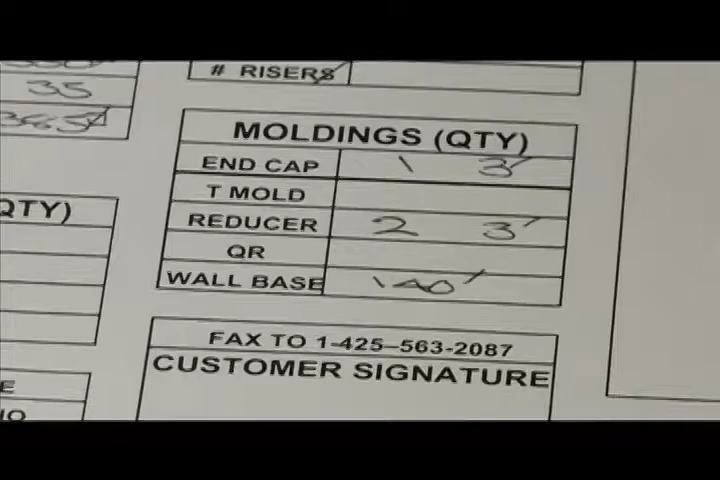 # RISERS
35
MOLDINGS (QTY)
END CAP 1 3'
T MOLD
QTY)
REDUCER 2 3'
QR
WALL BASE 140'
FAX TO 1-425-563-2087
CUSTOMER SIGNATURE